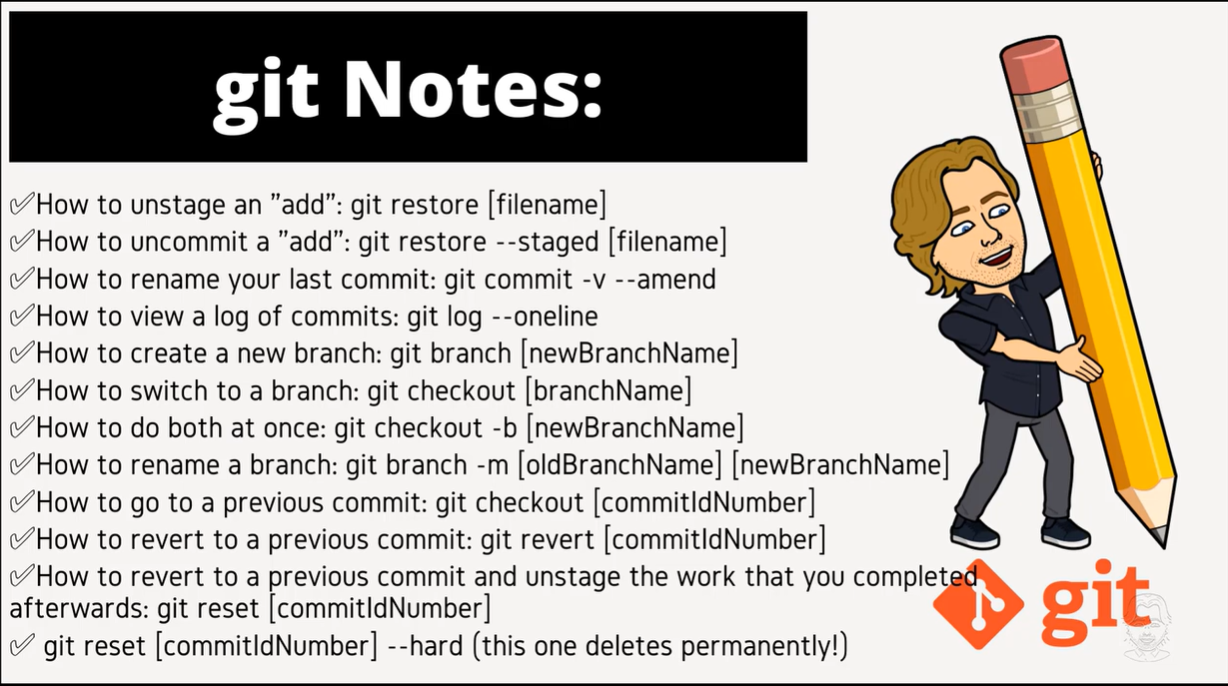 git Notes:
✅How to unstage an ”add”: git restore [filename]
✅How to uncommit a ”add”: git restore --staged [filename]
✅How to rename your last commit: git commit -v --amend
✅How to view a log of commits: git log --oneline
✅How to create a new branch: git branch [newBranchName]
✅How to switch to a branch: git checkout [branchName]
✅How to do both at once: git checkout -b [newBranchName]
✅How to rename a branch: git branch -m [oldBranchName] [newBranchName]
✅How to go to a previous commit: git checkout [commitIdNumber]
✅How to revert to a previous commit: git revert [commitIdNumber]
✅How to revert to a previous commit and unstage the work that you completed
afterwards: git reset [commitIdNumber]
✅ git reset [commitIdNumber] --hard (this one deletes permanently!)
git